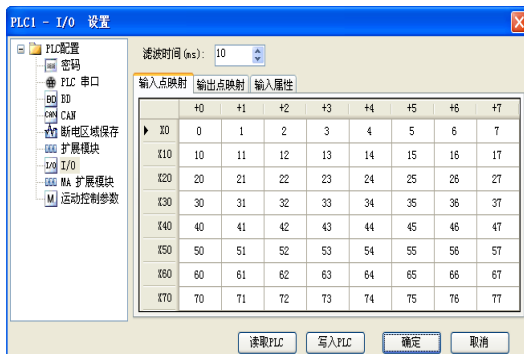 PLC1 - I/O 设置
PLC配置
密码
PLC 串口
BD BD
CAN CAN
断电区域保存
扩展模块
I/O I/O
MA 扩展模块
M 运动控制参数
滤波时间(ms): 10
输入点映射 输出点映射 输入属性
+0 +1 +2 +3 +4 +5 +6 +7
X0 0 1 2 3 4 5 6 7
X10 10 11 12 13 14 15 16 17
X20 20 21 22 23 24 25 26 27
X30 30 31 32 33 34 35 36 37
X40 40 41 42 43 44 45 46 47
X50 50 51 52 53 54 55 56 57
X60 60 61 62 63 64 65 66 67
X70 70 71 72 73 74 75 76 77
读取PLC 写入PLC 确定 取消